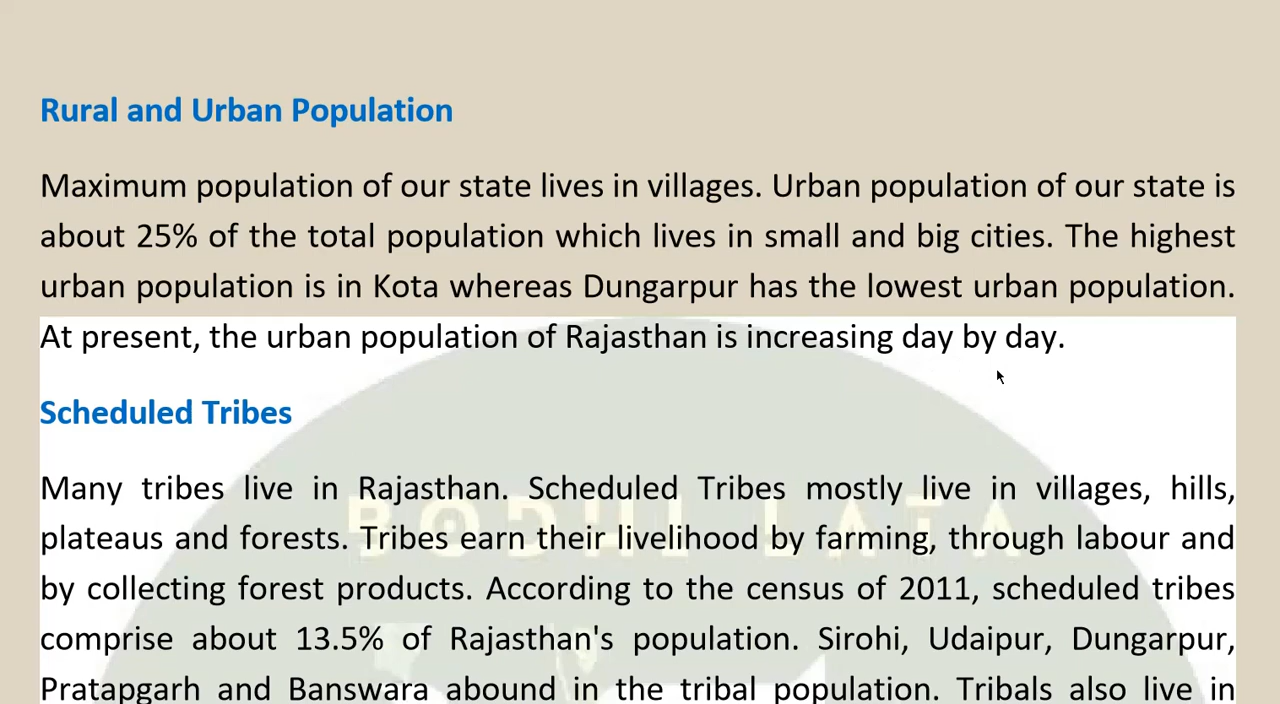 Rural and Urban Population
Maximum population of our state lives in villages. Urban population of our state is
about 25% of the total population which lives in small and big cities. The highest
urban population is in Kota whereas Dungarpur has the lowest urban population.
At present, the urban population of Rajasthan is increasing day by day.
Scheduled Tribes
Many tribes live in Rajasthan. Scheduled Tribes mostly live in villages, hills,
BODHI LATA
plateaus and forests. Tribes earn their livelihood by farming, through labour and
by collecting forest products. According to the census of 2011, scheduled tribes
comprise about 13.5% of Rajasthan's population. Sirohi, Udaipur, Dungarpur,
Pratapgarh and Banswara abound in the tribal population. Tribals also live in